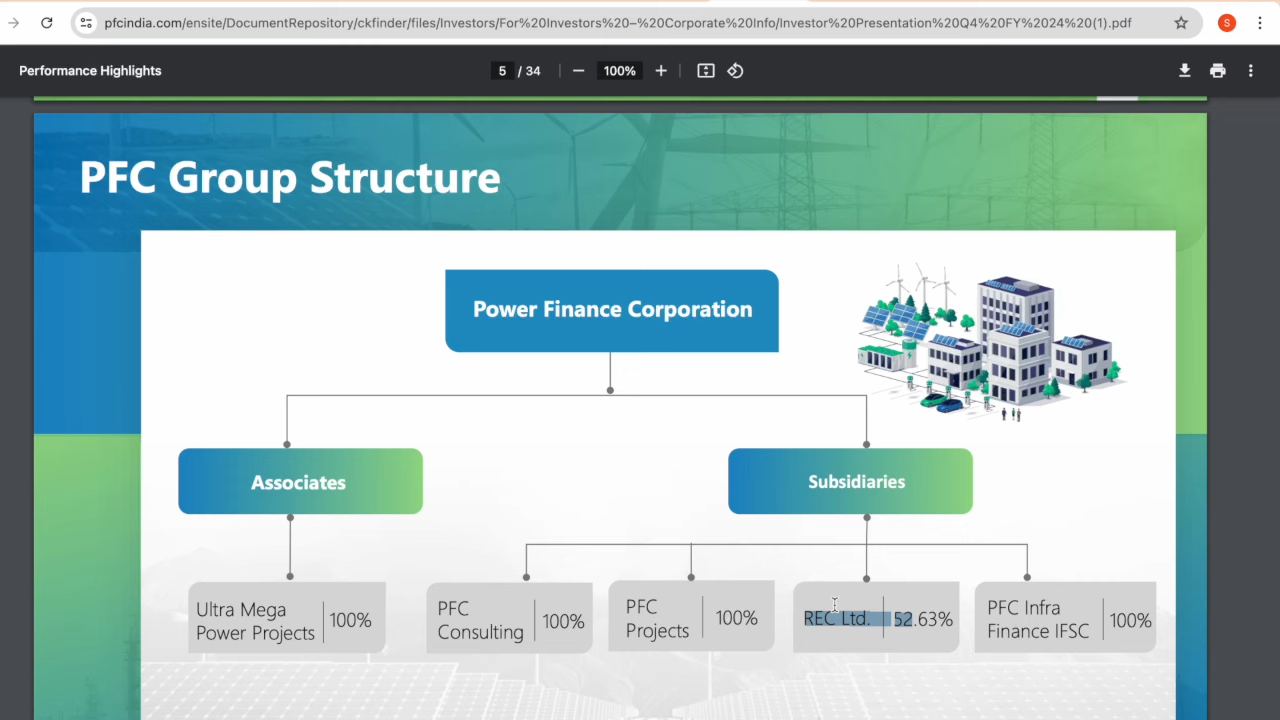 pfcindia.com/ensite/DocumentRepository/ckfinder/files/Investors/For%20Investors%20–%20Corporate%20Info/Investor%20Presentation%20Q4%20FY%2024%20(1).pdf
S
Performance Highlights
5 / 34
100%
PFC Group Structure
Power Finance Corporation
Associates
Subsidiaries
Ultra Mega
Power Projects
100%
PFC
Consulting
100%
PFC
Projects
100%
REC Ltd.
52.63%
PFC Infra
Finance IFSC
100%